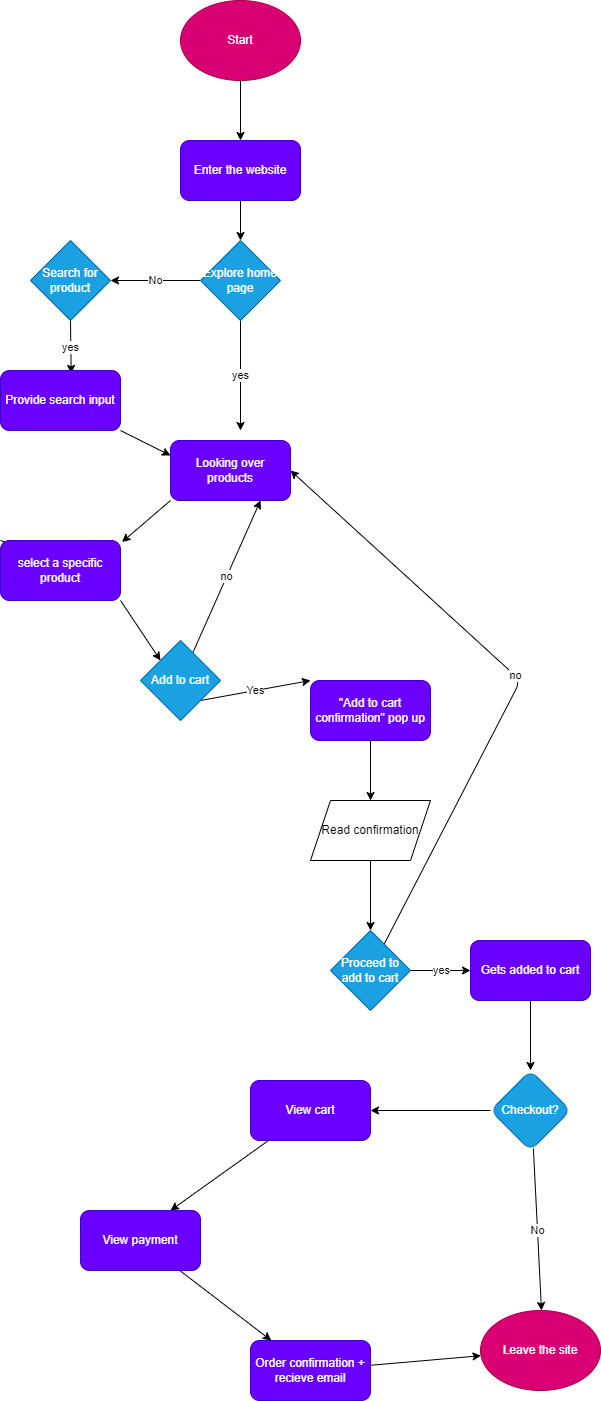 Start
Enter the website
Search for
product
No
Explore home
page
yes
yes
Provide search input
Looking over
products
select a specific
product
no
Add to cart
Yes
"Add to cart
confirmation" pop up
no
Read confirmation
Proceed to
add to cart
yes
Gets added to cart
View cart
Checkout?
View payment
No
Order confirmation +
recieve email
Leave the site